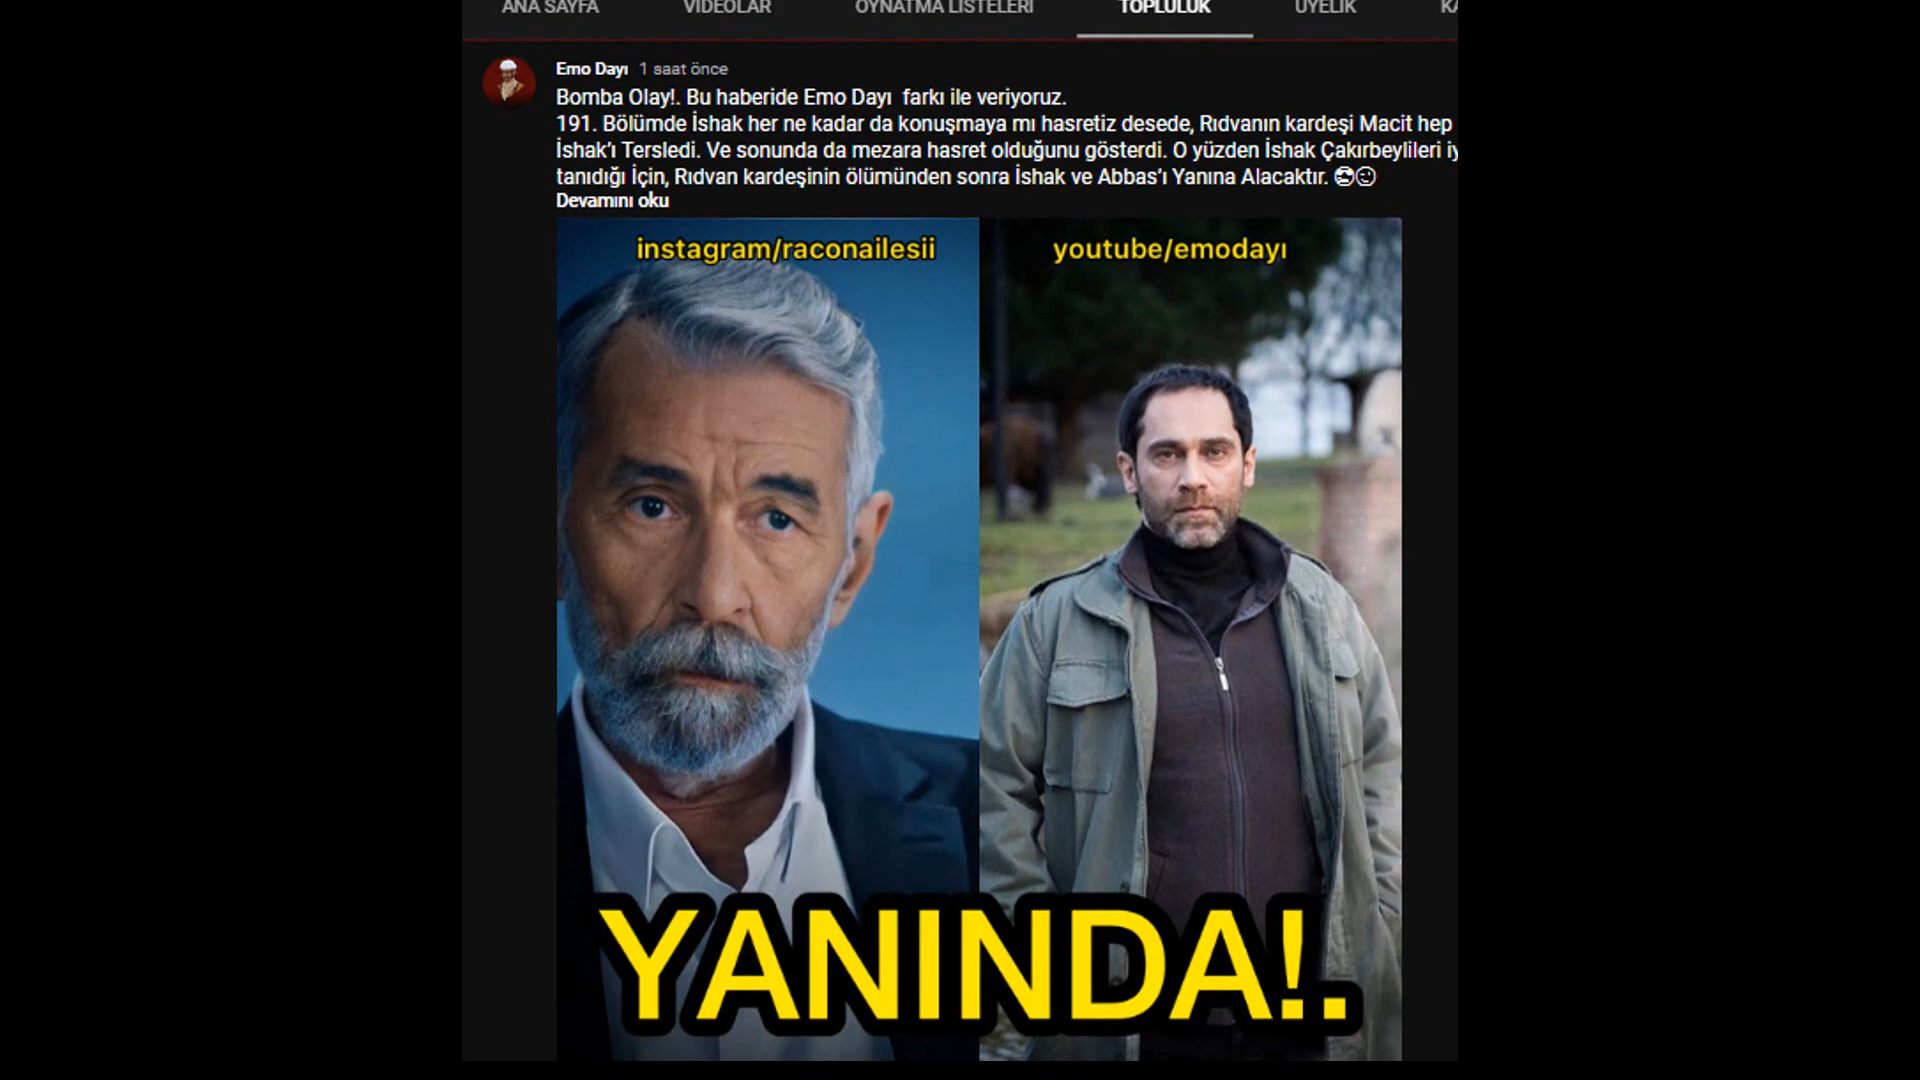 ANA SAYFA VİDEOLAR OYNATMA LİSTELERİ TOPLULUK ÜYELİK
Emo Dayı 1 saat önce
Bomba Olay!. Bu haberide Emo Dayı farkı ile veriyoruz.
191. Bölümde İshak her ne kadar da konuşmaya mı hasretiz desede, Rıdvanın kardeşi Macit hep
İshak'ı Tersledi. Ve sonunda da mezara hasret olduğunu gösterdi. O yüzden İshak Çakırbeylileri
tanıdığı İçin, Rıdvan kardeşinin ölümünden sonra İshak ve Abbas'ı Yanına Alacaktır.
Devamını oku
instagram/raconailesii youtube/emodayı
YANINDA!.